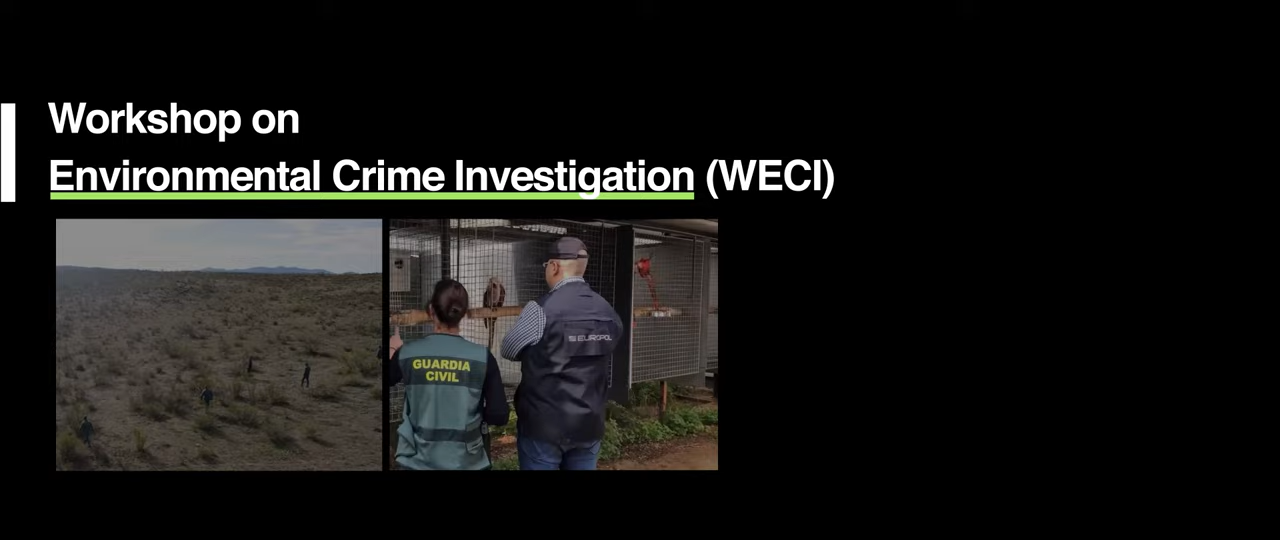 Workshop on
Environmental Crime Investigation (WECI)
GUARDIA
CIVIL
EUROPOL